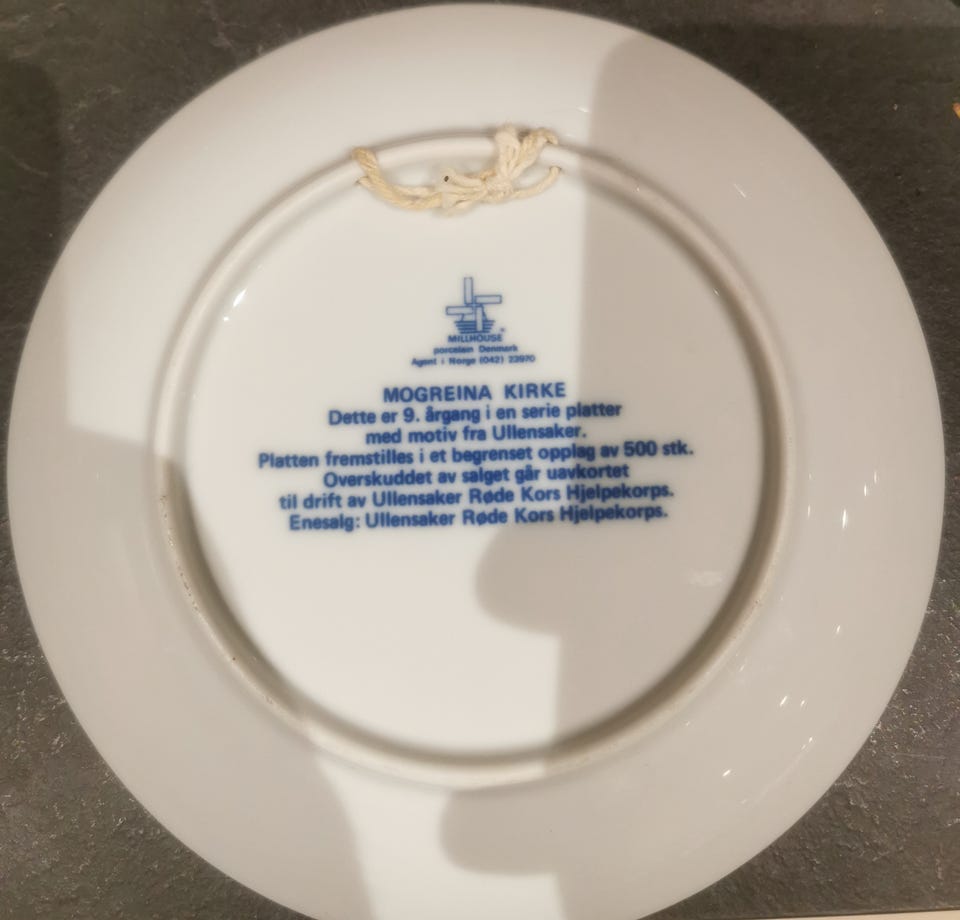 MILLHOUSE
porcelain Denmark
Agent i Norge (042) 23970
MOGREINA KIRKE
Dette er 9. årgang i en serie platter
med motiv fra Ullensaker.
Platten fremstilles i et begrenset opplag av 500 stk.
Overskuddet av salget går uavkortet
til drift av Ullensaker Røde Kors Hjelpekorps.
Enesalg: Ullensaker Røde Kors Hjelpekorps.